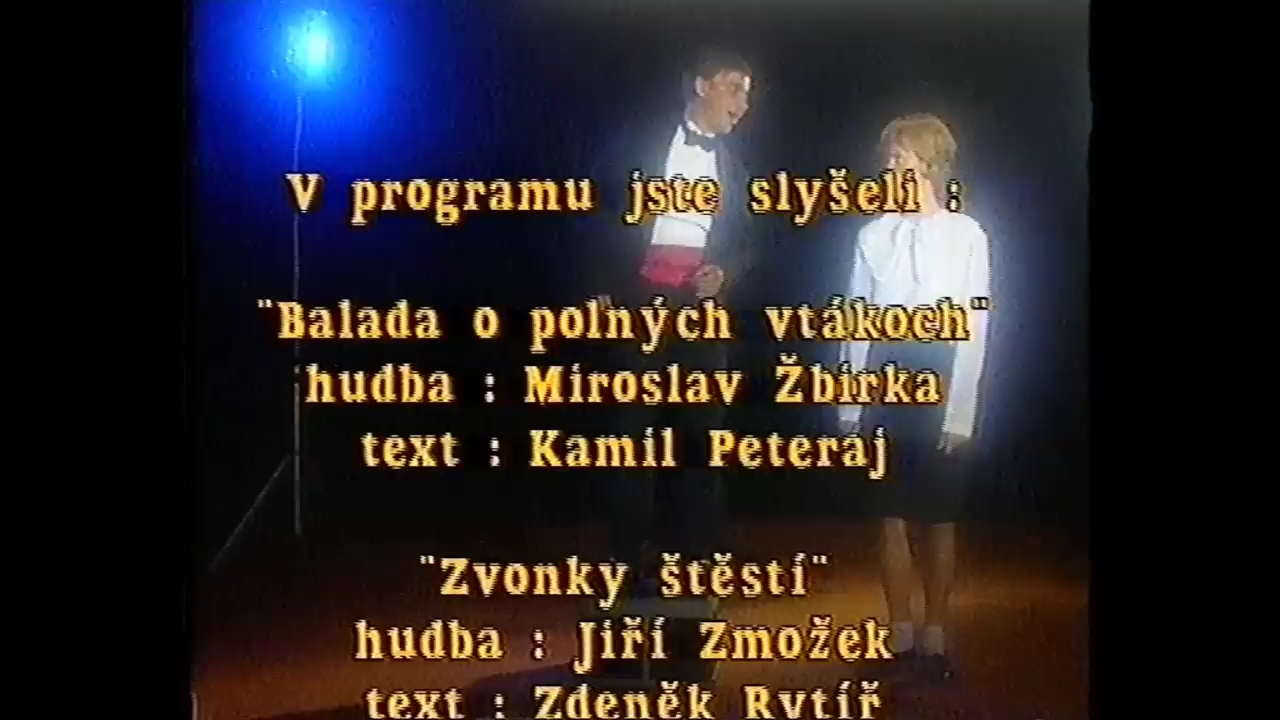 V programu jste slyšeli :
"Balada o poľných vtákoch"
hudba : Miroslav Žbirka
text : Kamil Peteraj
"Zvonky štěstí"
hudba : Jiří Zmožek
text : Zdeněk Rytíř